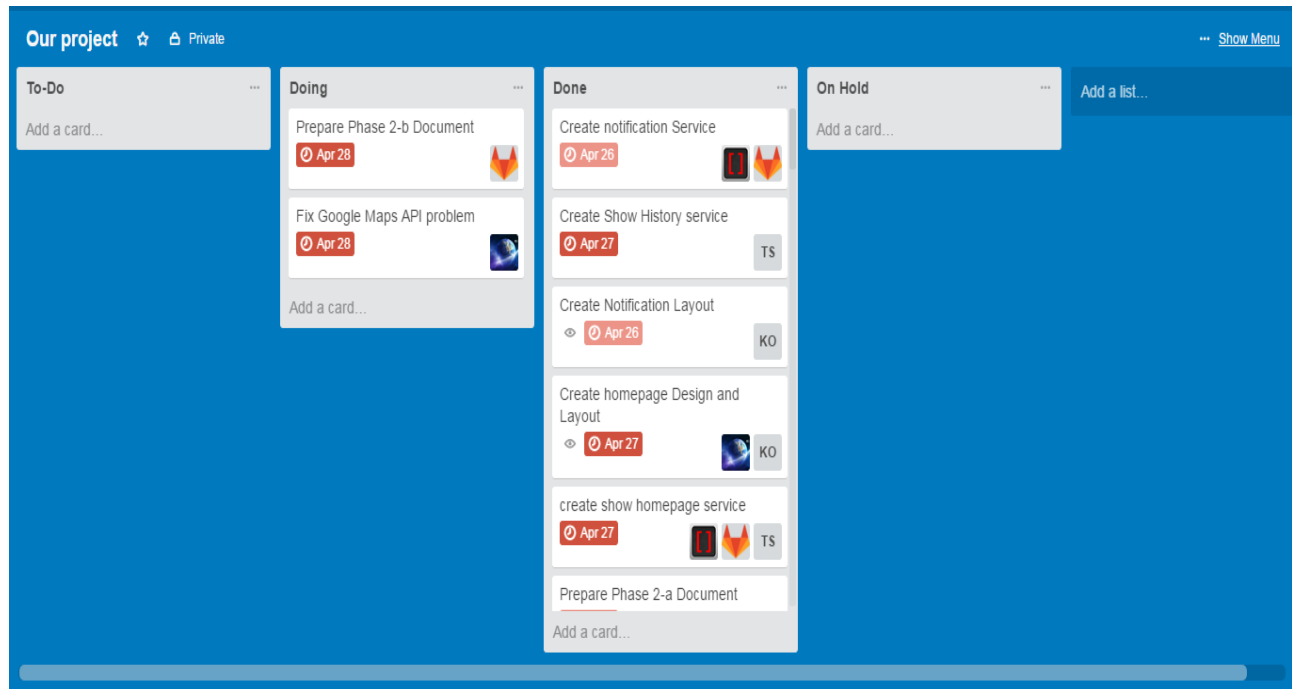 Our project Private ... Show Menu
To-Do ...
Add a card...
Doing ...
Prepare Phase 2-b Document
Apr 28
Fix Google Maps API problem
Apr 28
Add a card...
Done ...
Create notification Service
Apr 26
[]
Create Show History service
Apr 27
TS
Create Notification Layout
Apr 26
KO
Create homepage Design and
Layout
Apr 27
KO
create show homepage service
Apr 27
[] TS
Prepare Phase 2-a Document
Add a card...
On Hold ...
Add a card...
Add a list...